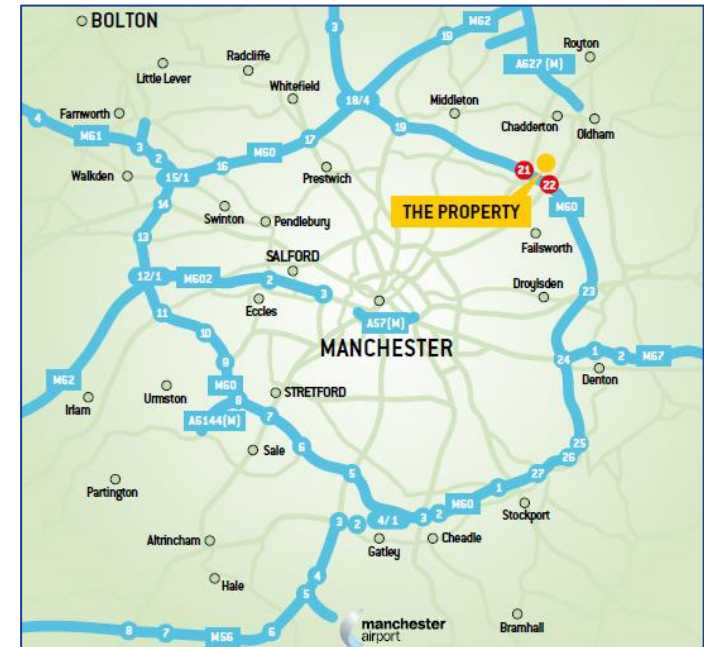 BOLTON
3
19
M62
Royton
Radcliffe
A627 (M)
Little Lever
Whitefield
18/4
Middleton
4
Farnworth
19
Chadderton
Oldham
M61
3
17
2
M60
16
Walkden
15/1
Prestwich
21
22
14
THE PROPERTY
M60
Swinton
Pendlebury
13
Failsworth
SALFORD
12/1
M602
2
3
Droylsden
23
Eccles
11
A57(M)
10
MANCHESTER
24
1
2
M67
9
M62
M60
Denton
Irlam
Urmston
8
STRETFORD
A6144(M)
7
6
Sale
25
26
5
27
Partington
1
M60
Stockport
3
2
4/1
3
2
Altrincham
Gatley
Cheadle
Hale
4
5
manchester
airport
Bramhall
8
7
M56
6